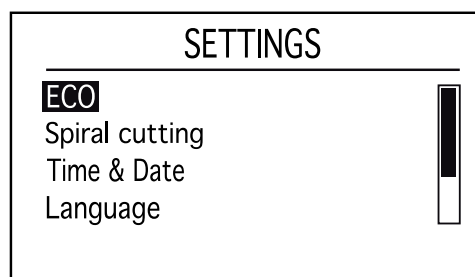 SETTINGS
ECO
Spiral cutting
Time & Date
Language